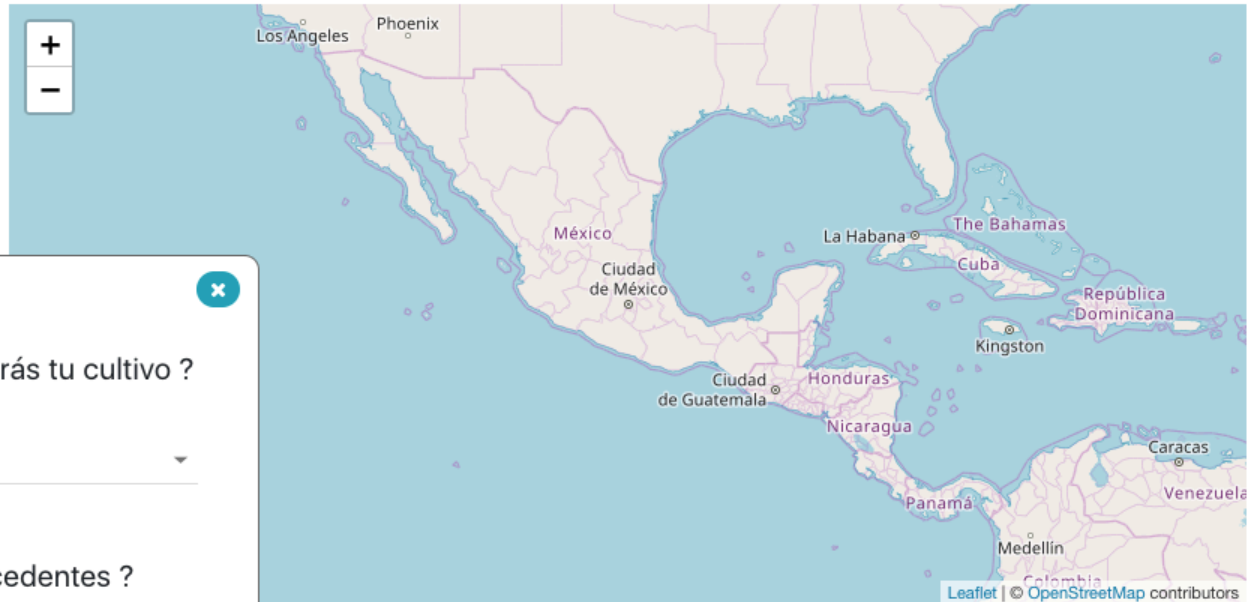 +
−
Los Angeles
Phoenix
México
Ciudad
de México
La Habana
The Bahamas
Cuba
República
Dominicana
Kingston
Ciudad
de Guatemala
Honduras
Nicaragua
Panamá
Caracas
Venezuela
Medellín
Colombia
rás tu cultivo ?
cedentes ?
Leaflet | © OpenStreetMap contributors